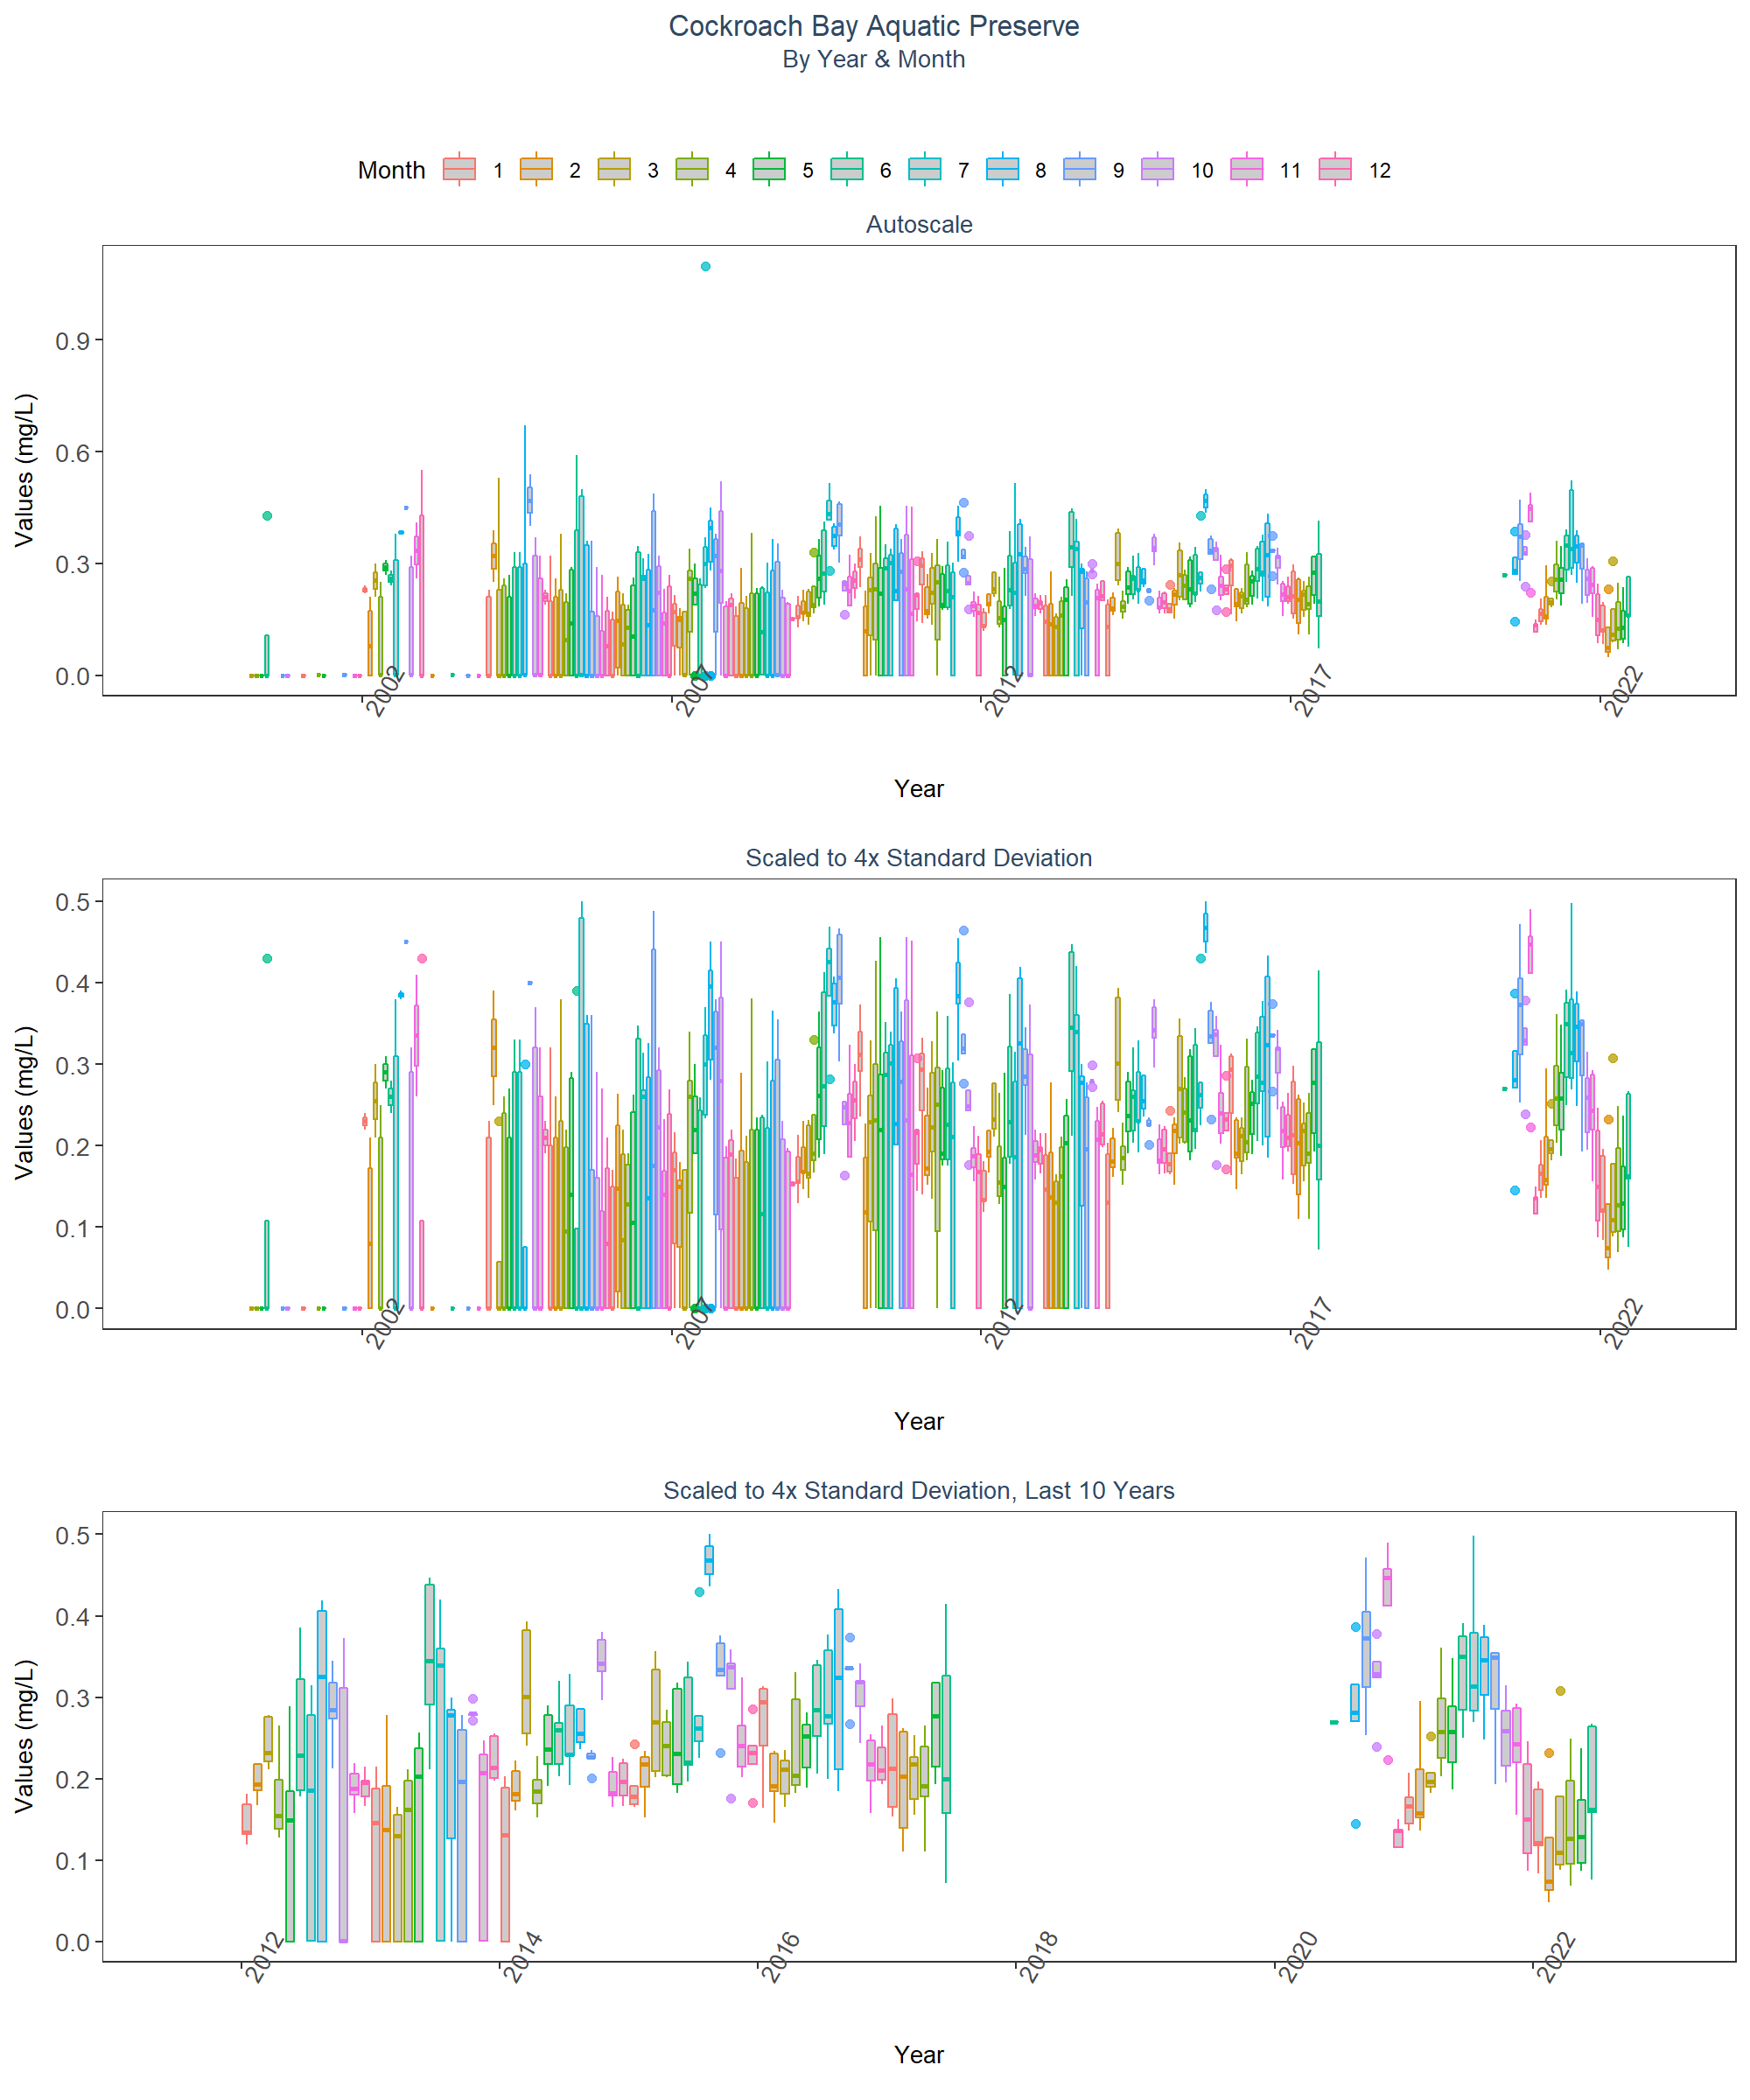 Cockroach Bay Aquatic Preserve
By Year & Month
Month 1 2 3 4 5 6 7 8 9 10 11 12
Autoscale
Values (mg/L)
0.9
0.6
0.3
0.0
2002 2007 2012 2017 2022
Year
Scaled to 4x Standard Deviation
Values (mg/L)
0.5
0.4
0.3
0.2
0.1
0.0
2002 2007 2012 2017 2022
Year
Scaled to 4x Standard Deviation, Last 10 Years
Values (mg/L)
0.5
0.4
0.3
0.2
0.1
0.0
2012 2014 2016 2018 2020 2022
Year